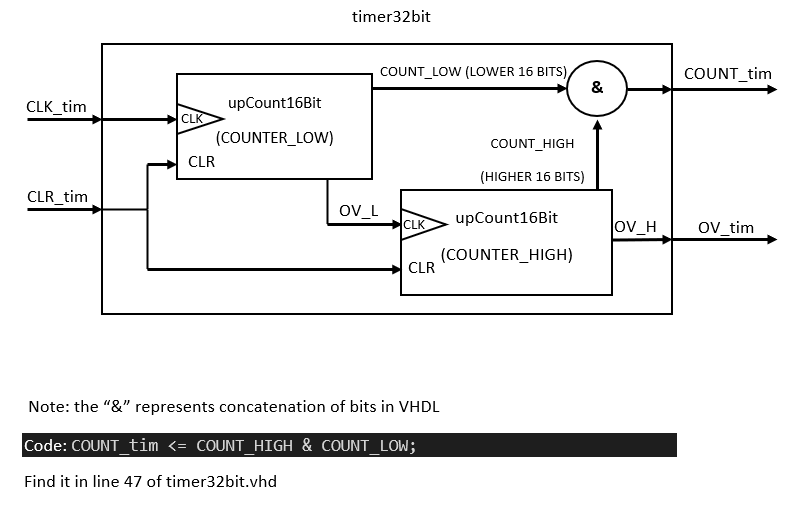 timer32bit
COUNT_LOW (LOWER 16 BITS)
COUNT_tim
CLK_tim
upCount16Bit
&
CLK
(COUNTER_LOW)
COUNT_HIGH
CLR
(HIGHER 16 BITS)
CLR_tim
OV_L
upCount16Bit
CLK
OV_H
OV_tim
(COUNTER_HIGH)
CLR
Note: the “&” represents concatenation of bits in VHDL
Code: COUNT_tim <= COUNT_HIGH & COUNT_LOW;
Find it in line 47 of timer32bit.vhd